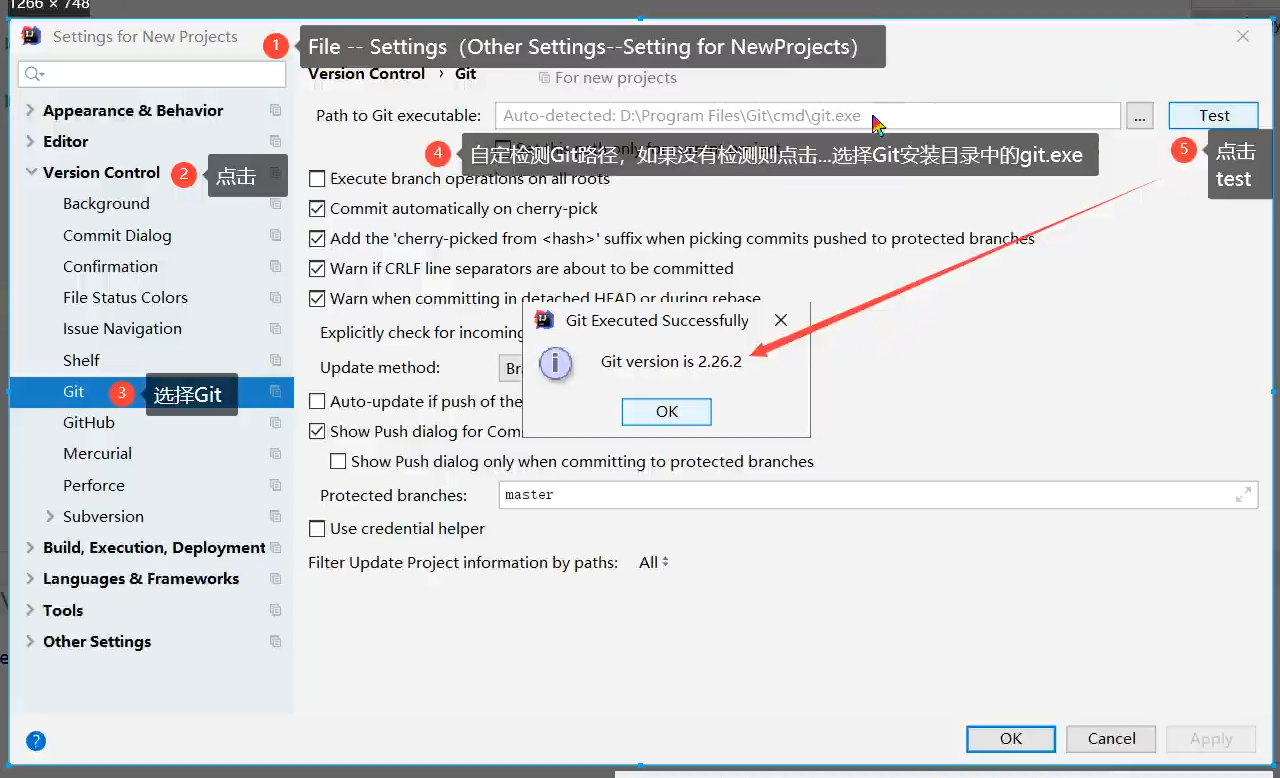 1266 × 748
Settings for New Projects
1 File -- Settings（Other Settings--Setting for NewProjects）
Version Control › Git
For new projects
Appearance & Behavior
Editor
Version Control
2 点击
Background
Commit Dialog
Confirmation
File Status Colors
Issue Navigation
Shelf
Git
3 选择Git
GitHub
Mercurial
Perforce
Subversion
Build, Execution, Deployment
Languages & Frameworks
Tools
Other Settings
Path to Git executable: Auto-detected: D:\Program Files\Git\cmd\git.exe ... Test
4 自定检测Git路径，如果没有检测则点击...选择Git安装目录中的git.exe
5 点击
test
Execute branch operations on all roots
Commit automatically on cherry-pick
Add the 'cherry-picked from <hash>' suffix when picking commits pushed to protected branches
Warn if CRLF line separators are about to be committed
Warn when committing in detached HEAD or during rebase
Explicitly check for incoming
Update method: Br
Auto-update if push of the
Show Push dialog for Com
Git Executed Successfully
Git version is 2.26.2
OK
Show Push dialog only when committing to protected branches
Protected branches: master
Use credential helper
Filter Update Project information by paths: All
? OK Cancel Apply